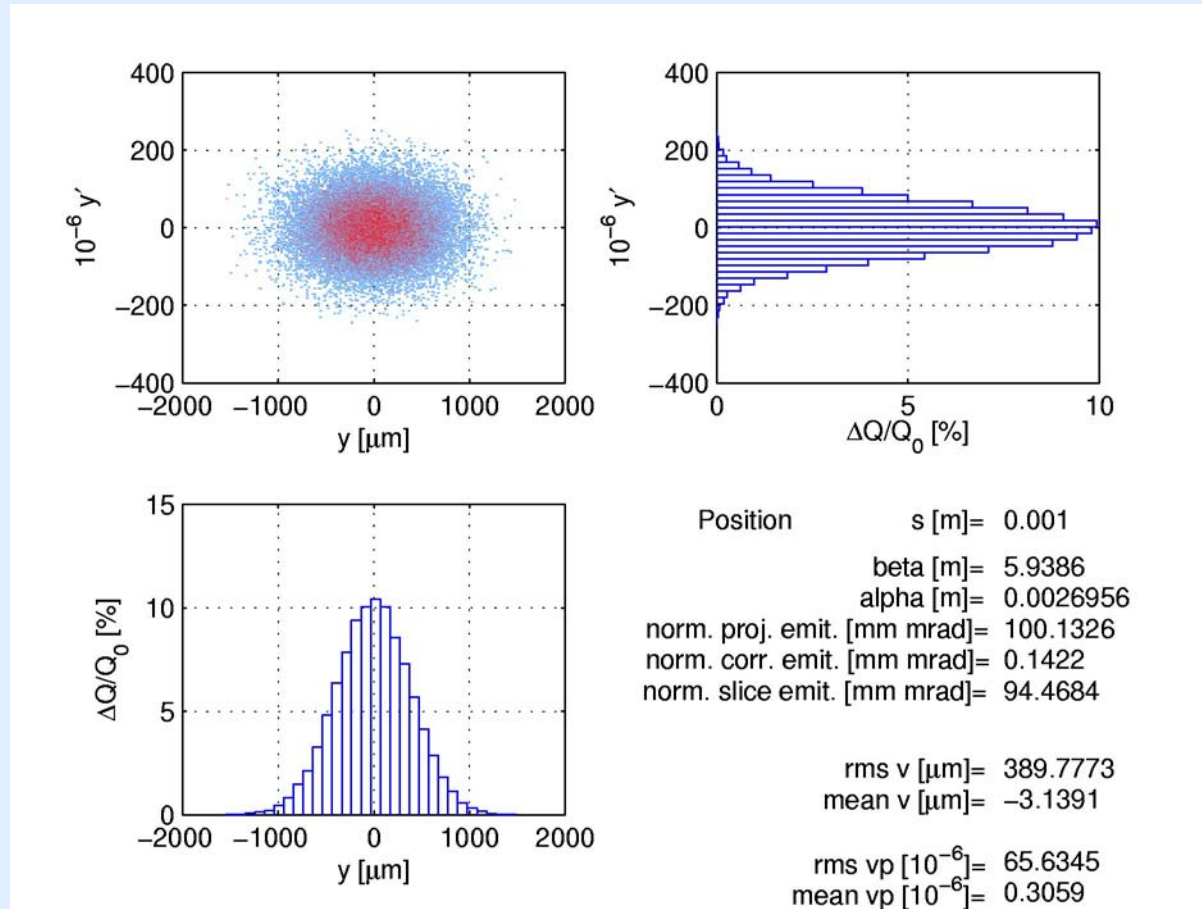 400
200
0
−200
−400
10−6 y′
−2000 −1000 0 1000 2000
y [μm]
400
200
0
−200
−400
10−6 y′
0 5 10
ΔQ/Q0 [%]
15
10
5
0
ΔQ/Q0 [%]
−2000 −1000 0 1000 2000
y [μm]
Position s [m]= 0.001
beta [m]= 5.9386
alpha [m]= 0.0026956
norm. proj. emit. [mm mrad]= 100.1326
norm. corr. emit. [mm mrad]= 0.1422
norm. slice emit. [mm mrad]= 94.4684
rms v [μm]= 389.7773
mean v [μm]= −3.1391
rms vp [10−6]= 65.6345
mean vp [10−6]= 0.3059